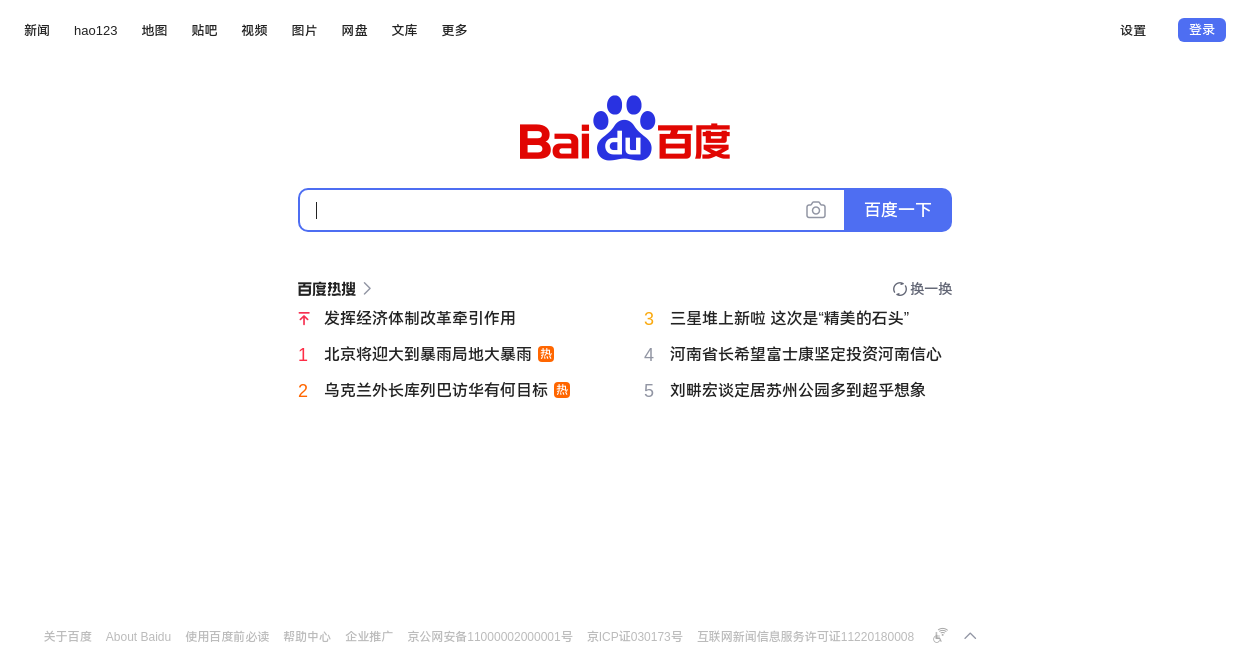 新闻 hao123 地图 贴吧 视频 图片 网盘 文库 更多 设置 登录
Bai du 百度
百度一下
百度热搜 换一换
发挥经济体制改革牵引作用
3 三星堆上新啦 这次是“精美的石头”
1 北京将迎大到暴雨局地大暴雨 热
4 河南省长希望富士康坚定投资河南信心
2 乌克兰外长库列巴访华有何目标 热
5 刘畊宏谈定居苏州公园多到超乎想象
关于百度 About Baidu 使用百度前必读 帮助中心 企业推广 京公网安备11000002000001号 京ICP证030173号 互联网新闻信息服务许可证11220180008